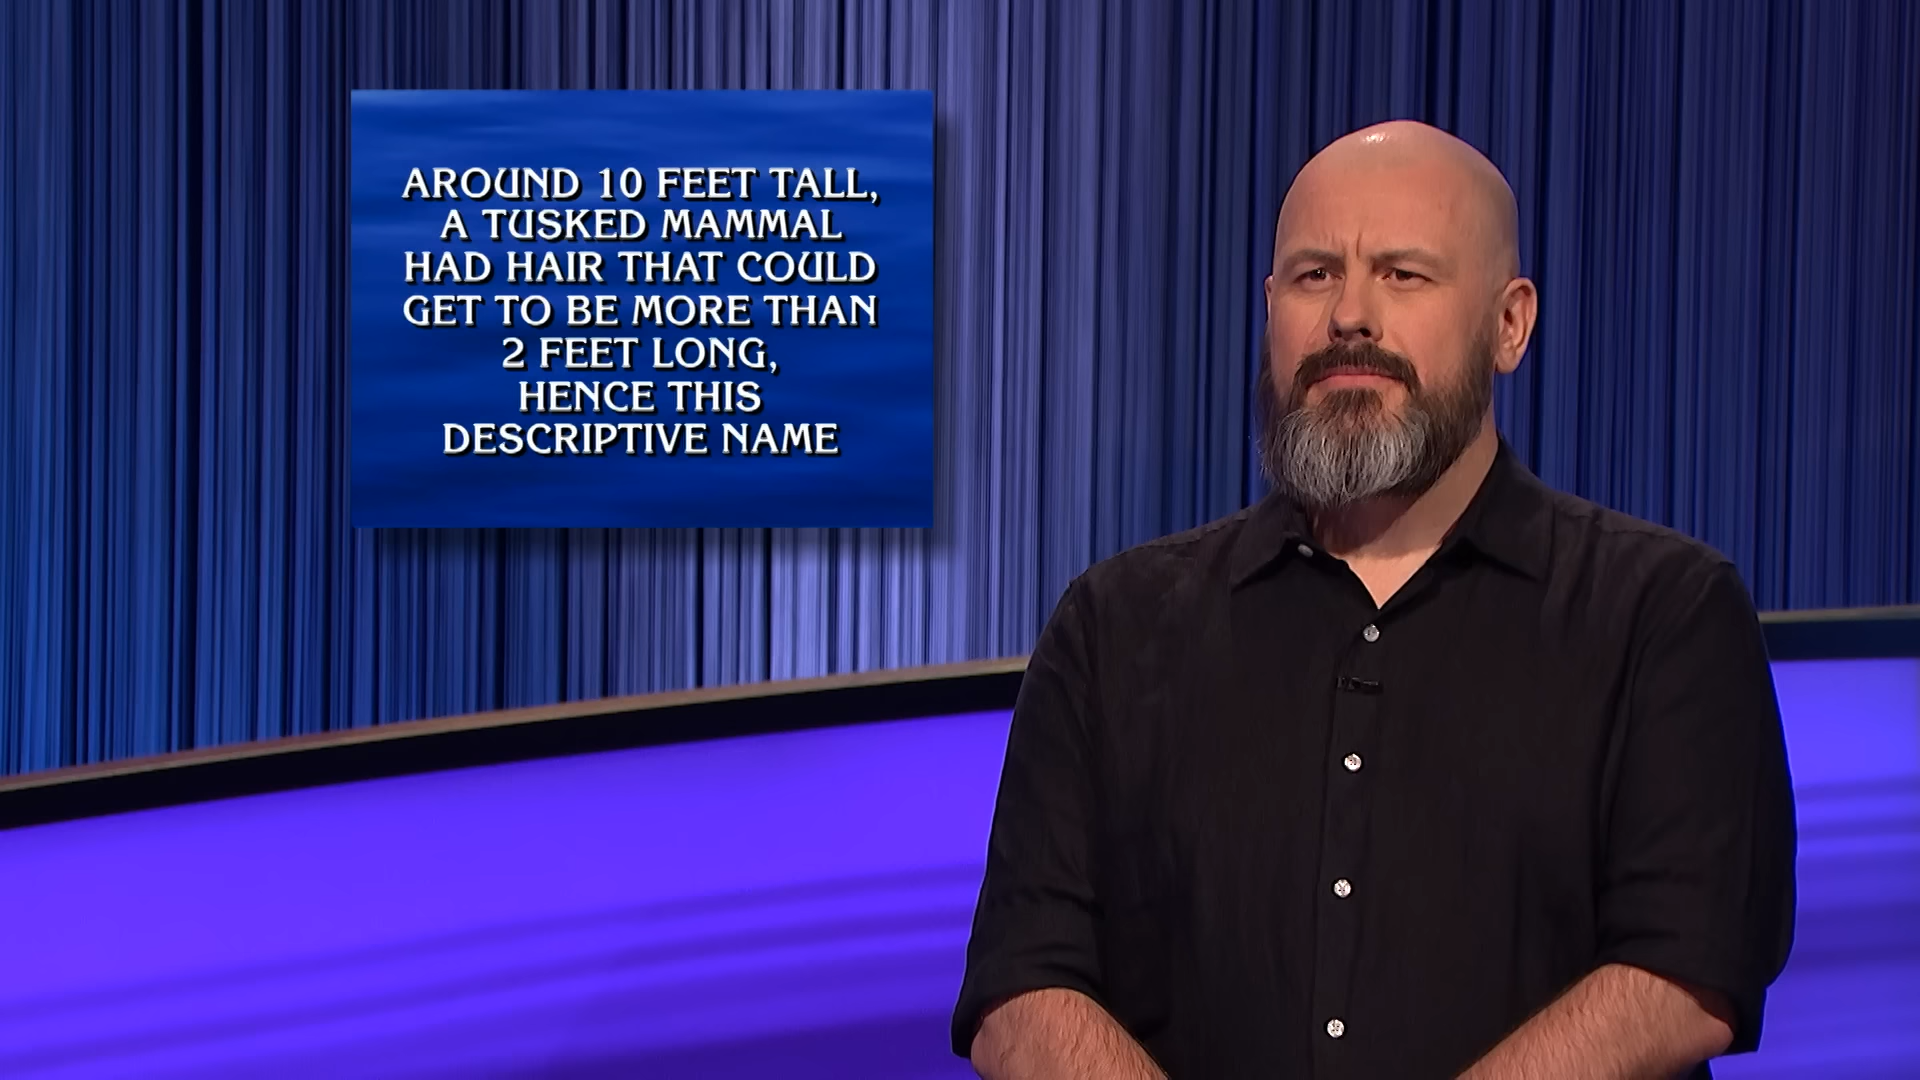 AROUND 10 FEET TALL,
A TUSKED MAMMAL
HAD HAIR THAT COULD
GET TO BE MORE THAN
2 FEET LONG,
HENCE THIS
DESCRIPTIVE NAME